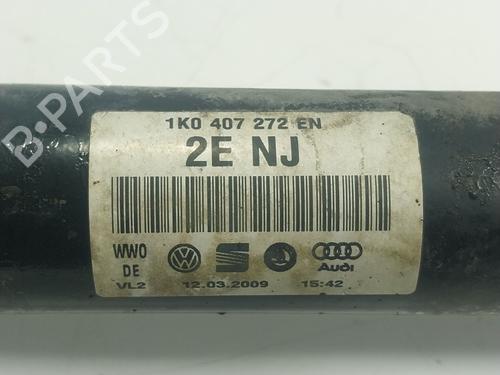 B-PARTS
1K0 407 272 EN
2E NJ
WWO
DE
Audi
VL2 12.03.2009 15:42